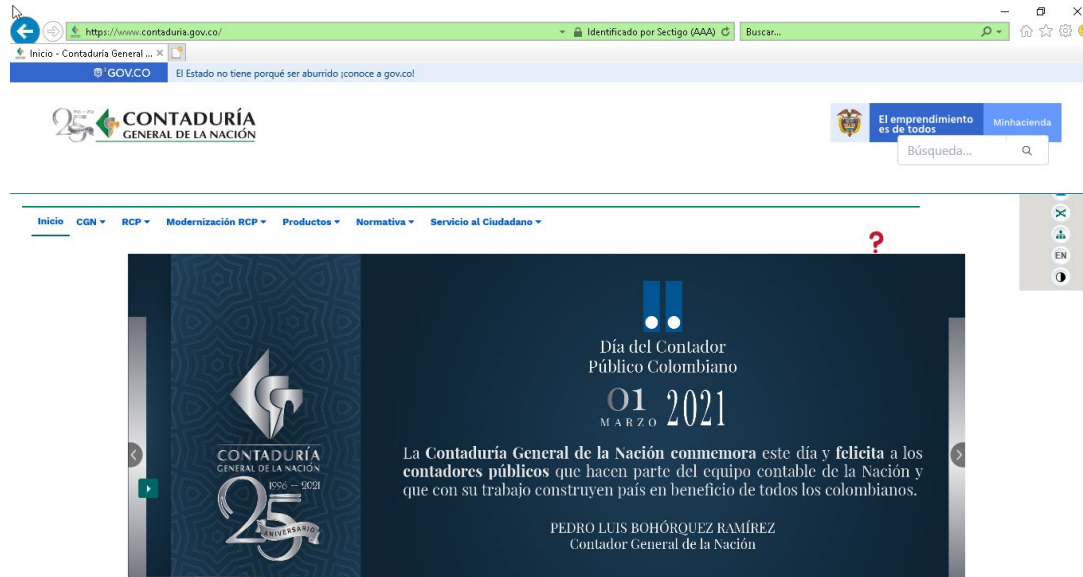 https://www.contaduria.gov.co/
Identificado por Sectigo (AAA)
Buscar...
Inicio - Contaduría General ...
GOV.CO
El Estado no tiene porqué ser aburrido ¡conoce a gov.co!
25
CONTADURÍA
GENERAL DE LA NACIÓN
El emprendimiento
es de todos
Minhacienda
Búsqueda...
Inicio CGN RCP Modernización RCP Productos Normativa Servicio al Ciudadano
?
EN
Día del Contador
Público Colombiano
01 2021
MARZO
La Contaduría General de la Nación conmemora este día y felicita a los
contadores públicos que hacen parte del equipo contable de la Nación y
que con su trabajo construyen país en beneficio de todos los colombianos.
PEDRO LUIS BOHÓRQUEZ RAMÍREZ
Contador General de la Nación
CONTADURÍA
GENERAL DE LA NACIÓN
1996 – 2021
25
ANIVERSARIO